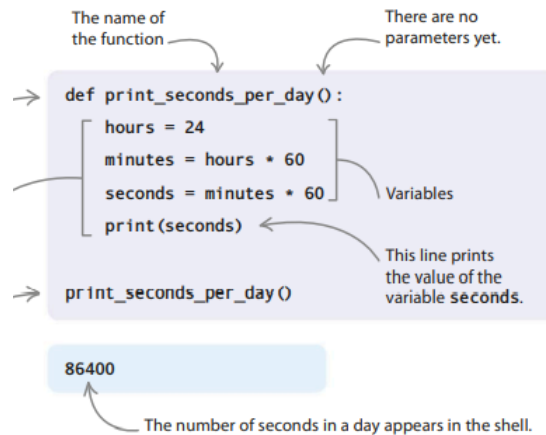 The name of
the function
There are no
parameters yet.
def print_seconds_per_day():
hours = 24
minutes = hours * 60
seconds = minutes * 60
Variables
print(seconds)
This line prints
the value of the
variable seconds.
print_seconds_per_day()
86400
The number of seconds in a day appears in the shell.